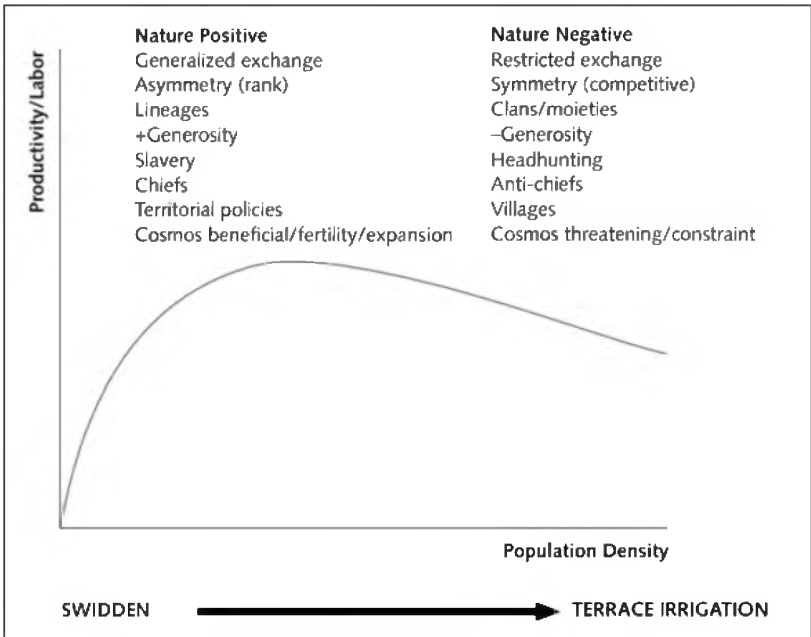 Productivity/Labor
Nature Positive
Generalized exchange
Asymmetry (rank)
Lineages
+Generosity
Slavery
Chiefs
Territorial policies
Cosmos beneficial/fertility/expansion
Nature Negative
Restricted exchange
Symmetry (competitive)
Clans/moieties
–Generosity
Headhunting
Anti-chiefs
Villages
Cosmos threatening/constraint
Population Density
SWIDDEN
TERRACE IRRIGATION